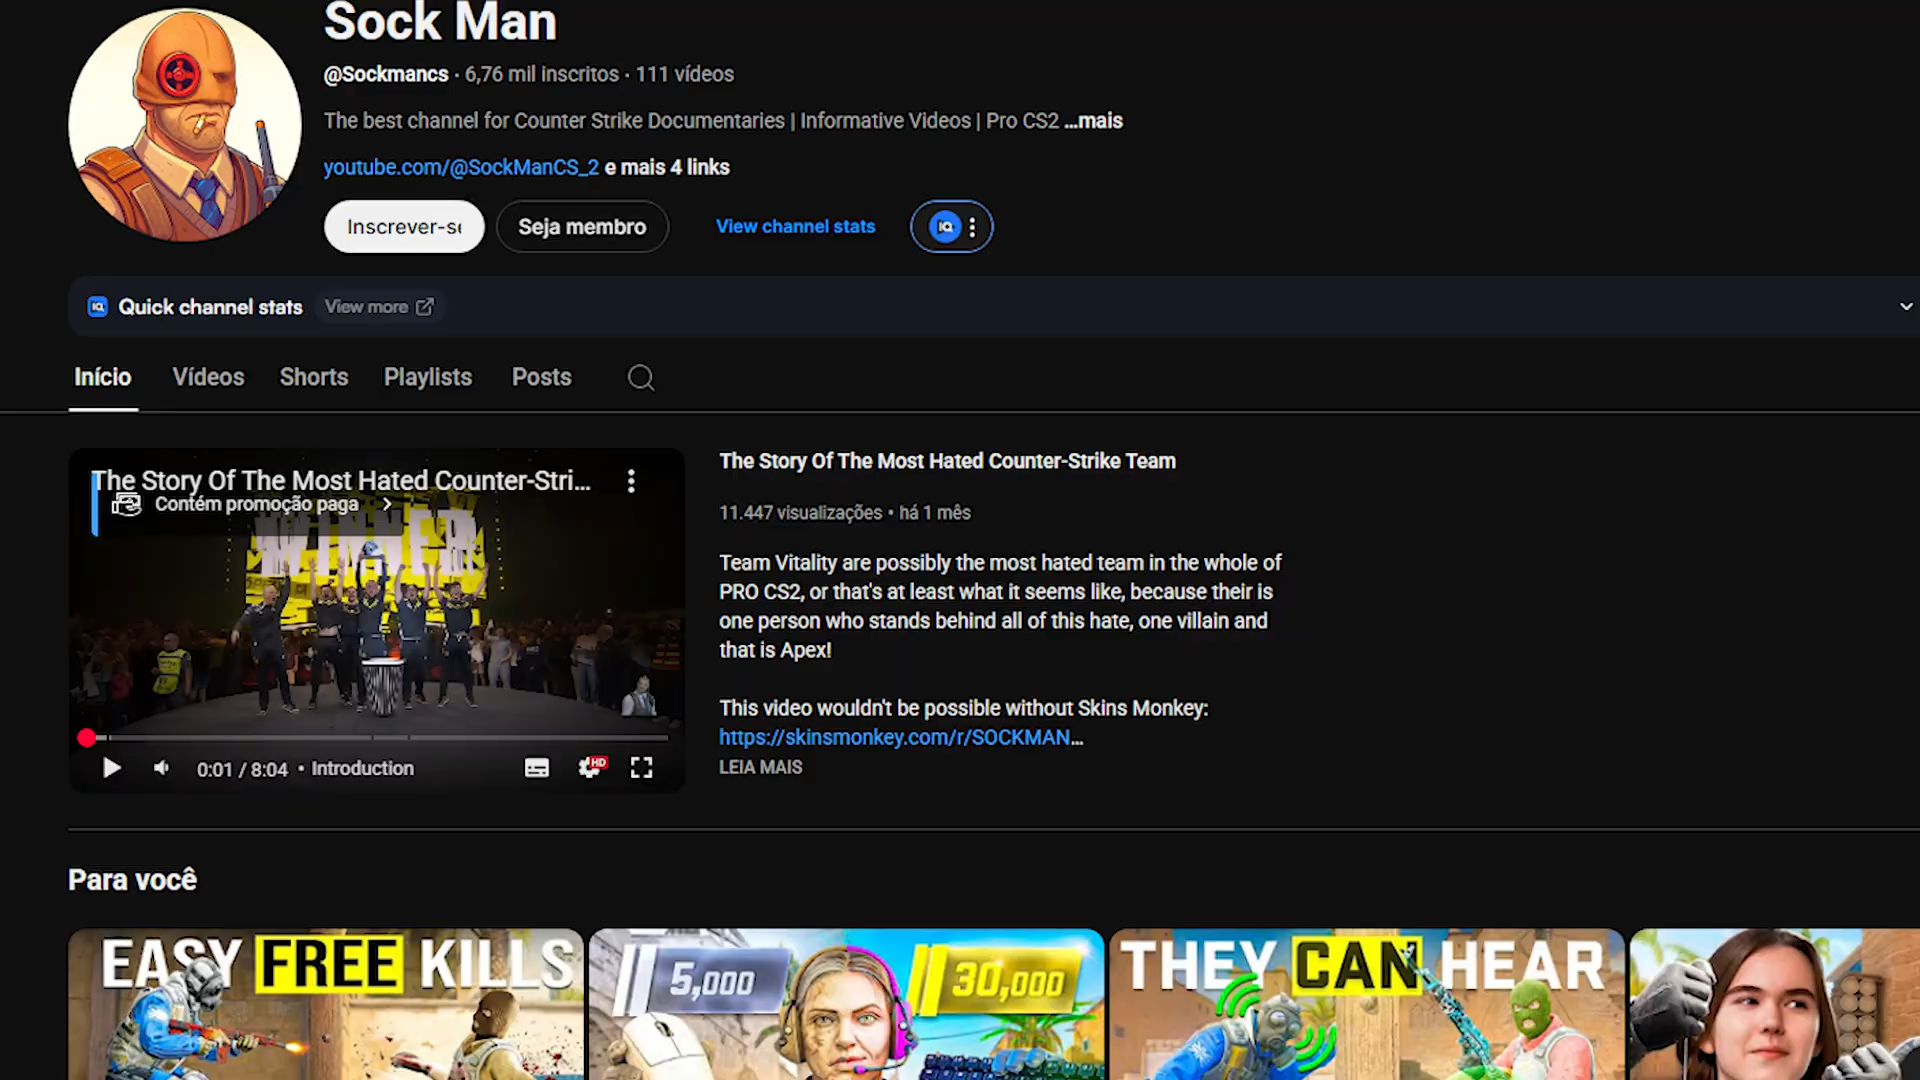 Sock Man
@Sockmancs · 6,76 mil inscritos · 111 vídeos
The best channel for Counter Strike Documentaries | Informative Videos | Pro CS2 ...mais
youtube.com/@SockManCS_2 e mais 4 links
Inscrever-se
Seja membro
View channel stats
IQ
IQ Quick channel stats View more
Início Vídeos Shorts Playlists Posts
The Story Of The Most Hated Counter-Stri...
Contém promoção paga
WINNER
0:01 / 8:04 • Introduction
HD
The Story Of The Most Hated Counter-Strike Team
11.447 visualizações • há 1 mês
Team Vitality are possibly the most hated team in the whole of
PRO CS2, or that's at least what it seems like, because their is
one person who stands behind all of this hate, one villain and
that is Apex!
This video wouldn't be possible without Skins Monkey:
https://skinsmonkey.com/r/SOCKMAN...
LEIA MAIS
Para você
EASY FREE KILLS
5,000
30,000
THEY CAN HEAR